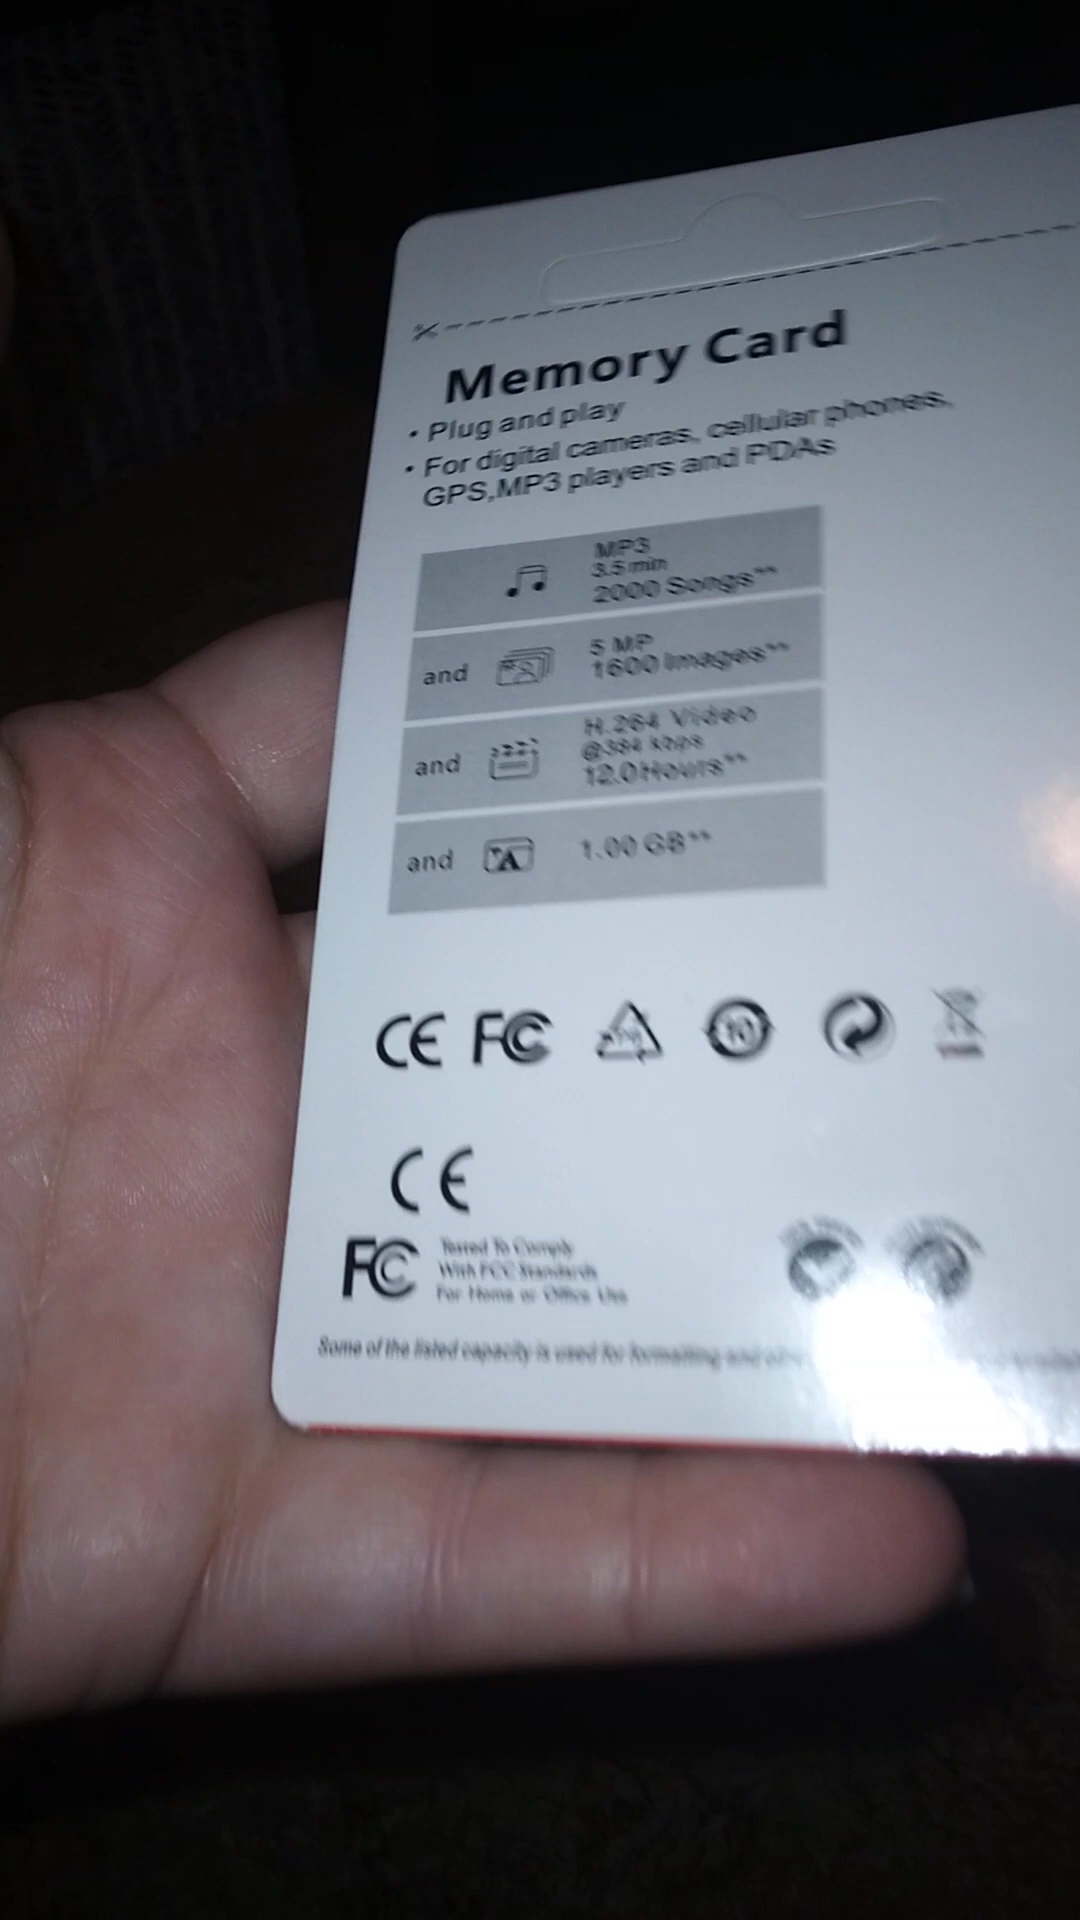 Memory Card
• Plug and play
• For digital cameras, cellular phones,
GPS,MP3 players and PDAs
MP3
3.5 min
2000 Songs**
and
5 MP
1600 Images**
and
H.264 Video
@384 kbps
12.0Hours**
and
A
1.00 GB**
CE FC
10
CE
FC
Tested To Comply
With FCC Standards
For Home or Office Use
Some of the listed capacity is used for formatting and